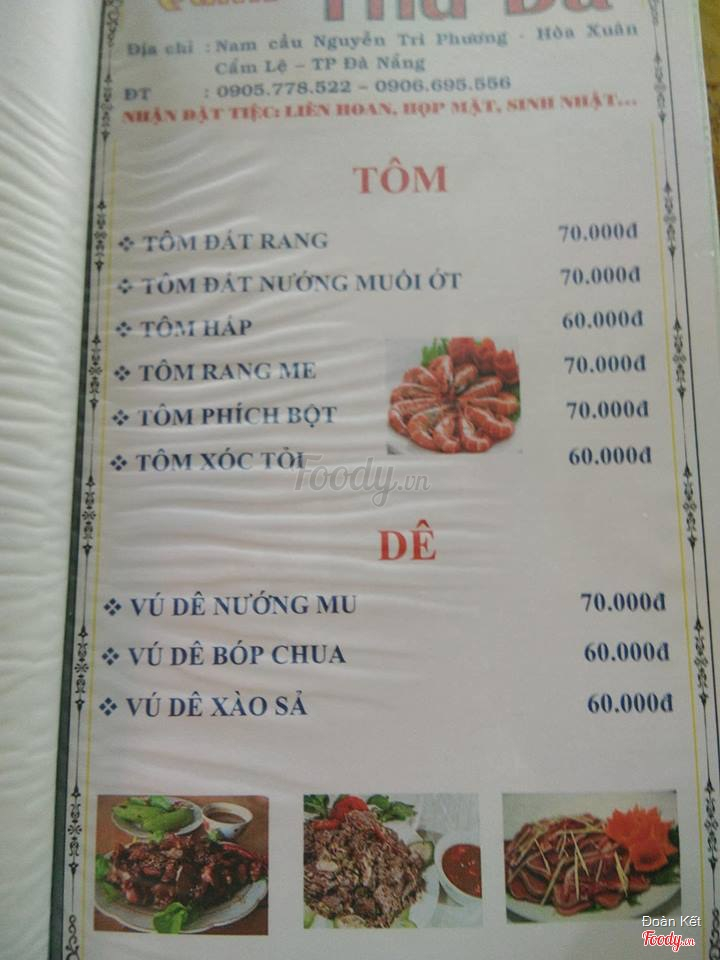 Địa chỉ : Nam cầu Nguyễn Tri Phương - Hòa Xuân
Cẩm Lệ - TP Đà Nẵng
ĐT : 0905.778.522 - 0906.695.556
NHẬN ĐẶT TIỆC: LIÊN HOAN, HỌP MẶT, SINH NHẬT...
TÔM
❖ TÔM ĐẤT RANG 70.000đ
❖ TÔM ĐẤT NƯỚNG MUỐI ỚT 70.000đ
❖ TÔM HẤP 60.000đ
❖ TÔM RANG ME 70.000đ
❖ TÔM PHÍCH BỘT 70.000đ
❖ TÔM XÓC TỎI 60.000đ
Foody.vn
DÊ
❖ VÚ DÊ NƯỚNG MU 70.000đ
❖ VÚ DÊ BÓP CHUA 60.000đ
❖ VÚ DÊ XÀO SẢ 60.000đ
Đoàn Kết
Foody.vn